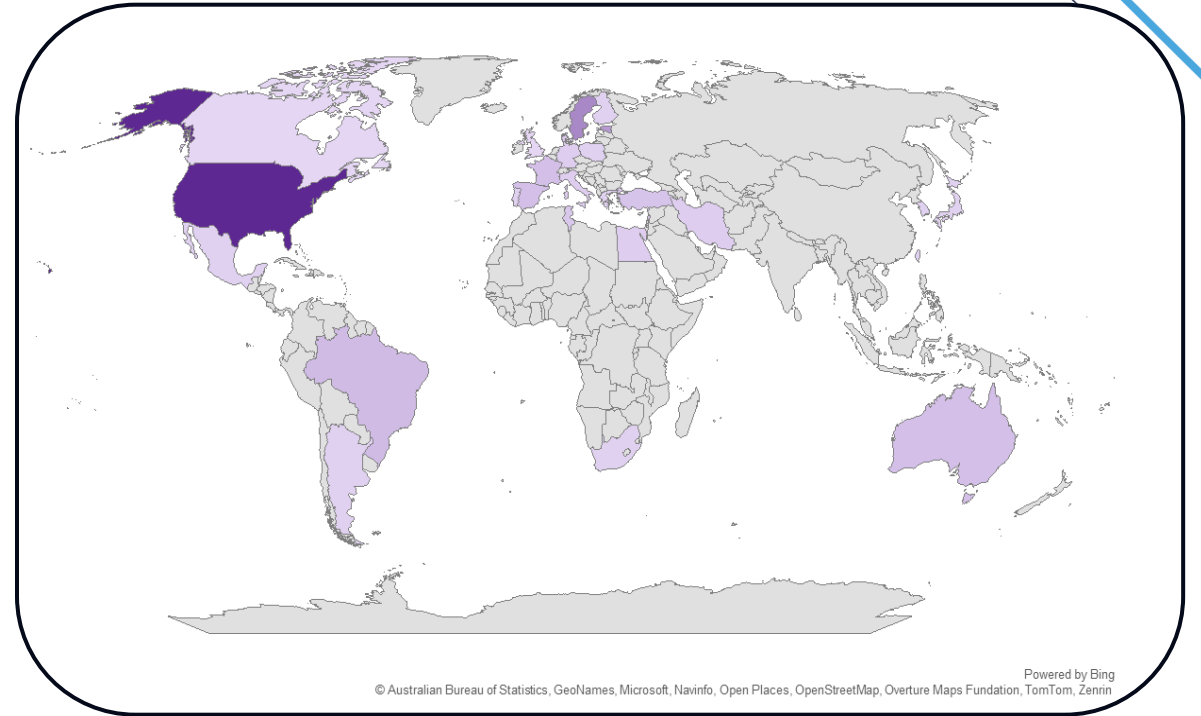 Powered by Bing
© Australian Bureau of Statistics, GeoNames, Microsoft, Navinfo, Open Places, OpenStreetMap, Overture Maps Fundation, TomTom, Zenrin